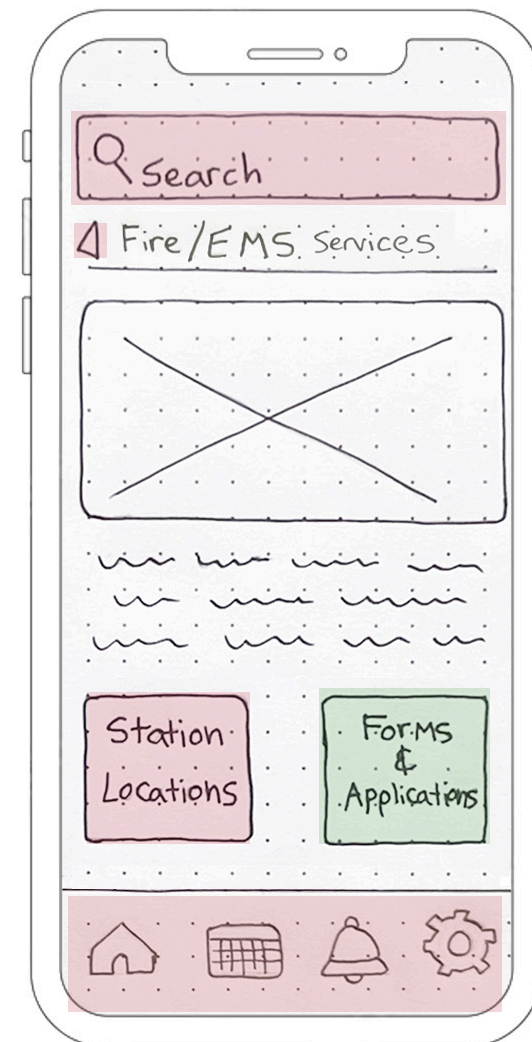 Search
Fire/EMS Services
Station
Locations
Forms
&
Applications